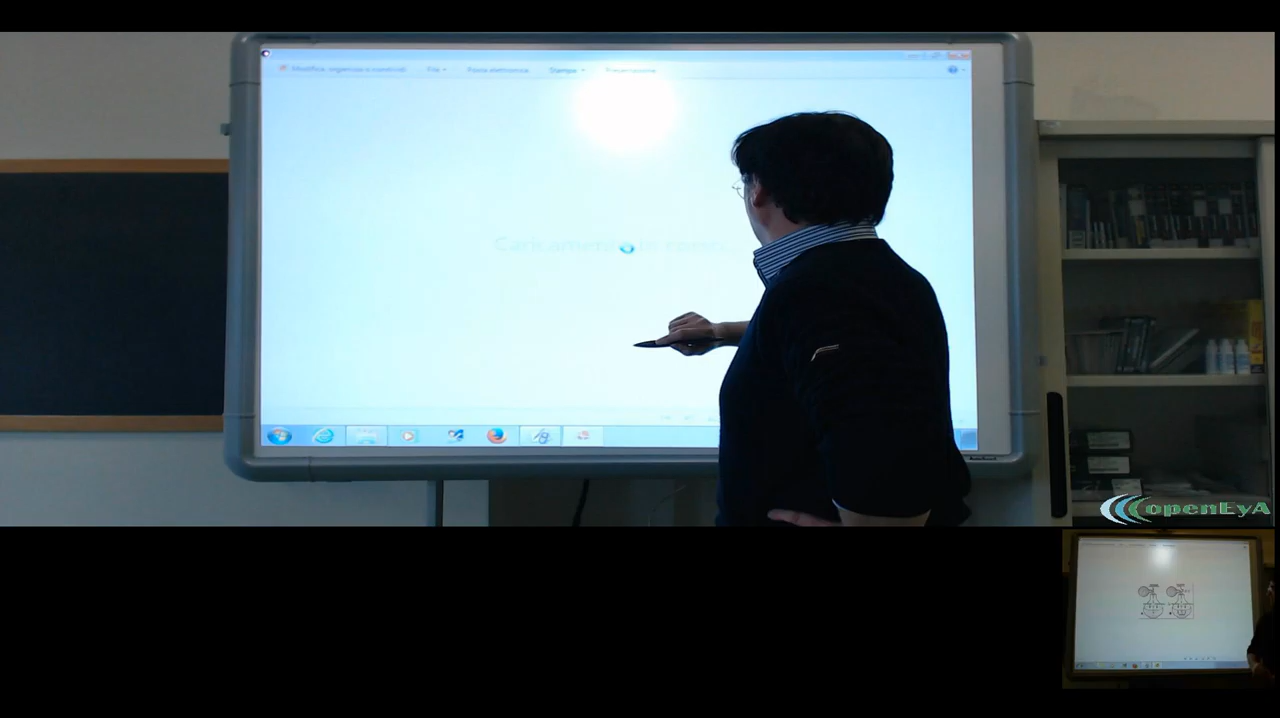 Modifica, organizza o condividi File Posta elettronica Stampa Presentazione
Caricamento in corso
openEyA